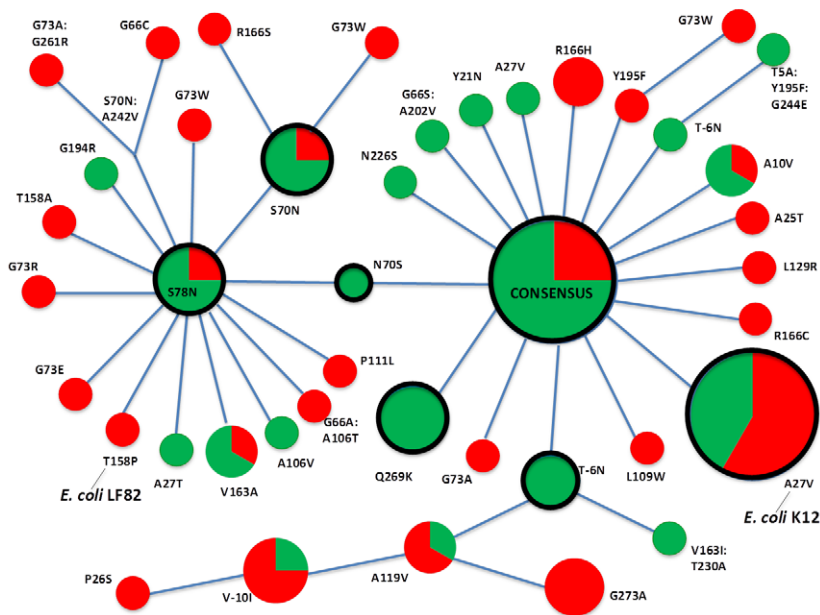 G73A:
G261R
G66C
R166S
G73W
S70N:
A242V
G73W
G194R
S70N
T158A
G73R
S78N
N70S
G73E
P111L
T158P
E. coli LF82
A27T
V163A
A106V
G66A:
A106T
R166H
G73W
Y195F
T5A:
Y195F:
G244E
A27V
Y21N
G66S:
A202V
T-6N
N226S
A10V
A25T
CONSENSUS
L129R
R166C
Q269K
G73A
L109W
A27V
E. coli K12
T-6N
V163I:
T230A
A119V
P26S
V-10I
G273A